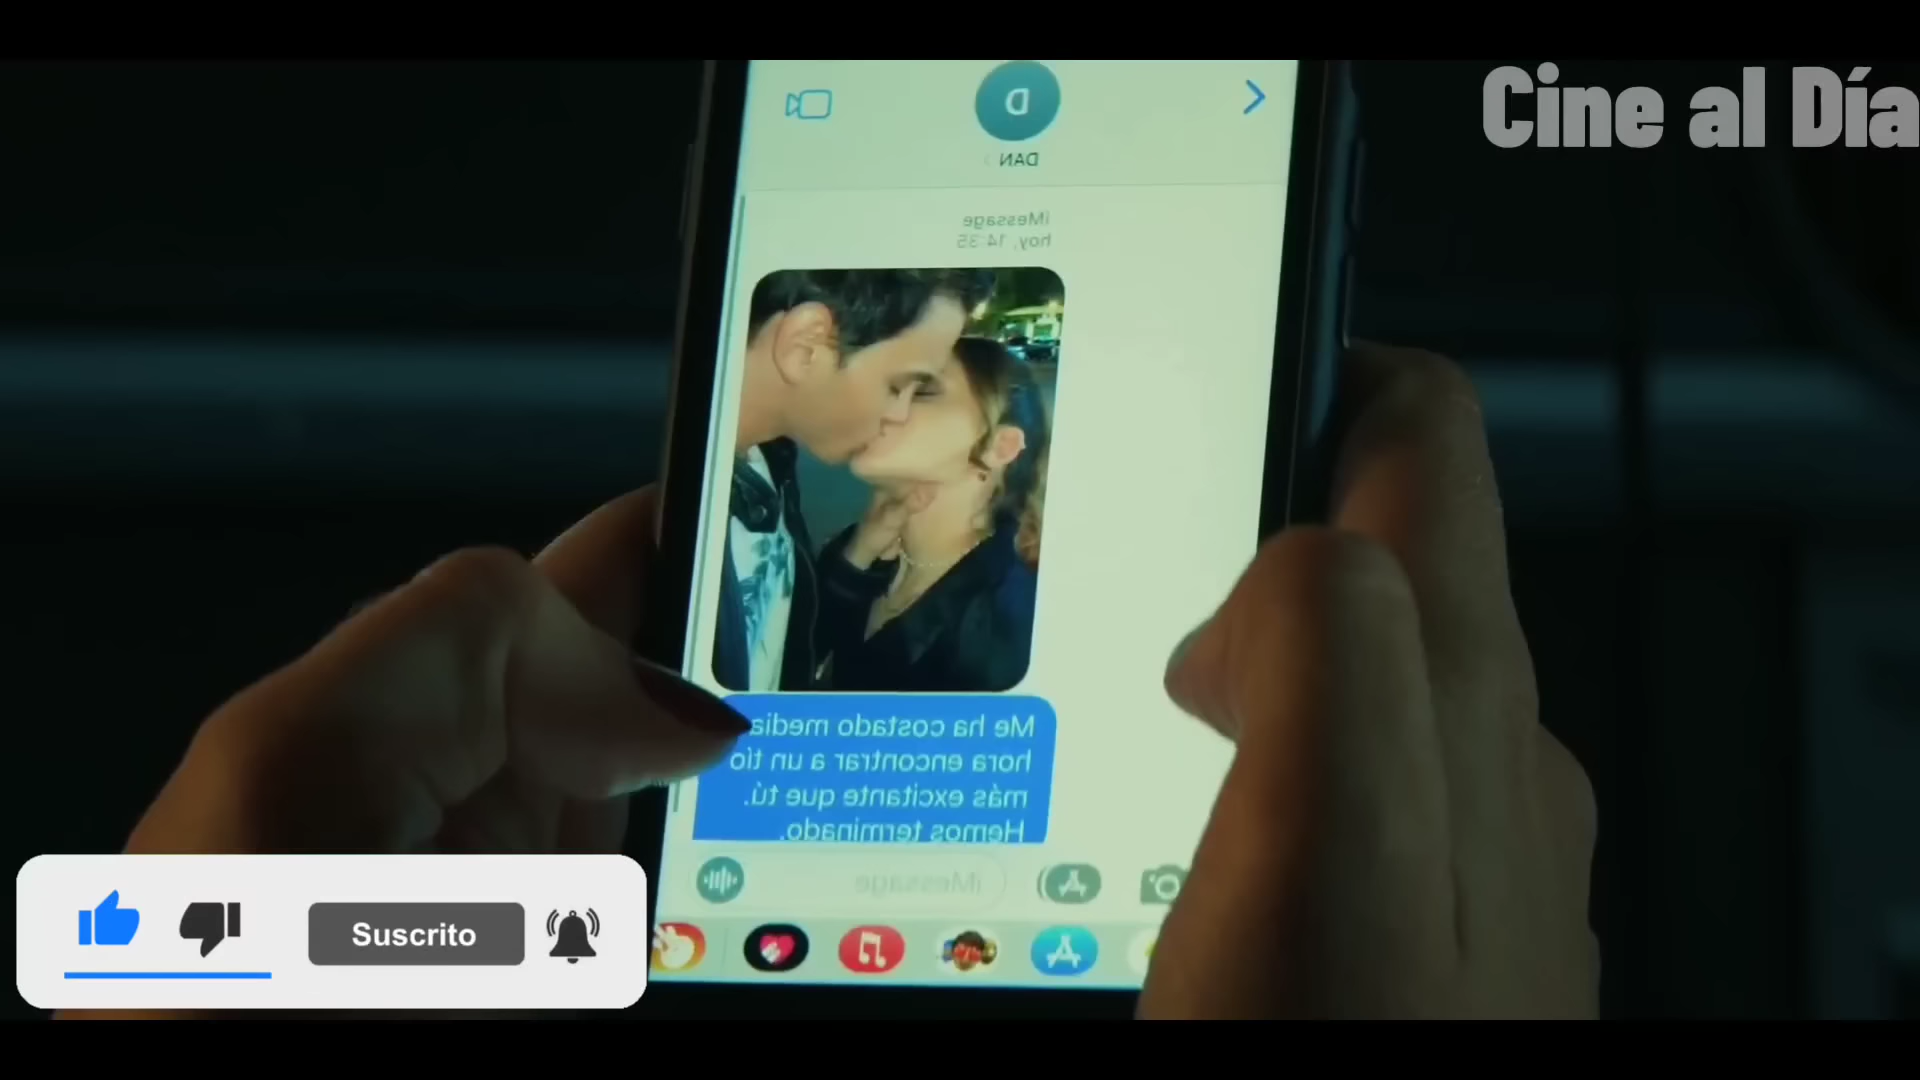 Cine al Día
D
DAN
iMessage
hoy, 14:35
Me ha costado media
hora encontrar a un tío
más excitante que tú.
Hemos terminado.
iMessage
Suscrito